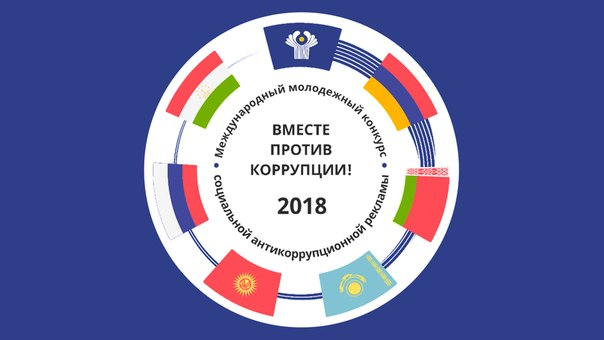 Международный молодежный конкурс
ВМЕСТЕ
ПРОТИВ
КОРРУПЦИИ!
2018
социальной антикоррупционной рекламы